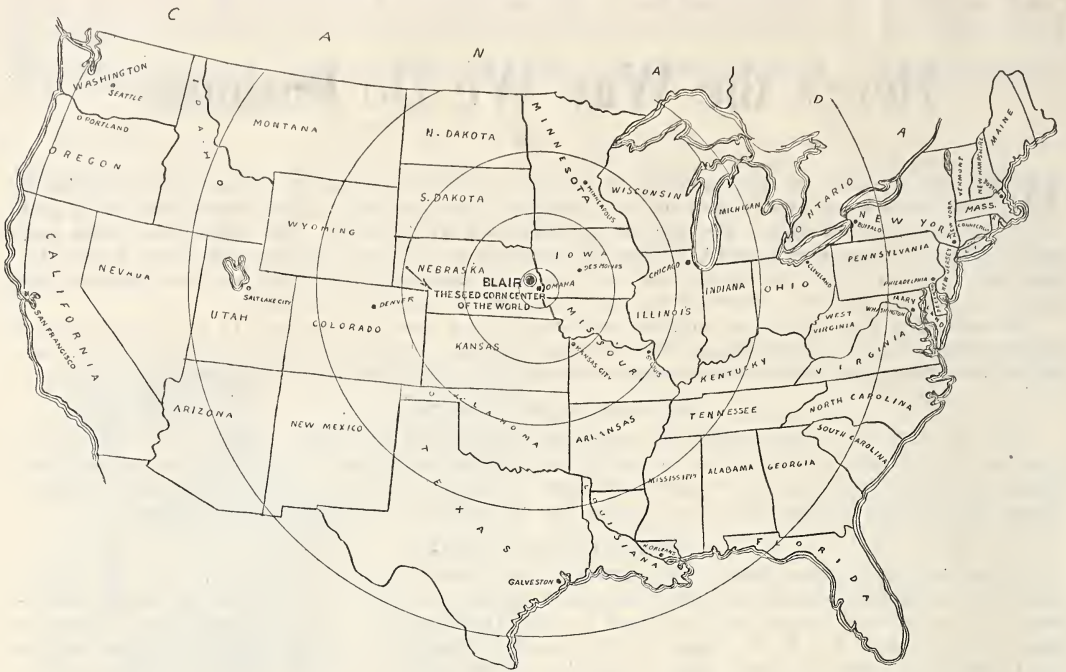 C A N A D A
WASHINGTON
SEATTLE
PORTLAND
OREGON
IDAHO
MONTANA
N. DAKOTA
S. DAKOTA
MINNESOTA
MINNEAPOLIS
WISCONSIN
MICHIGAN
ONTARIO
MAINE
VERMONT
NEW HAMPSHIRE
MASS.
NEW YORK
BUFFALO
NEW YORK
NEW JERSEY
PENNSYLVANIA
PHILADELPHIA
MARY
WASHINGTON
CLEVELAND
OHIO
INDIANA
ILLINOIS
CHICAGO
IOWA
DES MOINES
NEBRASKA
OMAHA
BLAIR
THE SEED CORN CENTER
OF THE WORLD
WYOMING
NEVADA
CALIFORNIA
SAN FRANCISCO
UTAH
SALT LAKE CITY
COLORADO
DENVER
KANSAS
KANSAS CITY
MISSOURI
WEST
VIRGINIA
VIRGINIA
KENTUCKY
TENNESSEE
NORTH CAROLINA
SOUTH CAROLINA
ARIZONA
NEW MEXICO
OKLAHOMA
ARKANSAS
TEXAS
GALVESTON
LOUISIANA
N. ORLEANS
MISSISSIPPI
ALABAMA
GEORGIA
FLORIDA